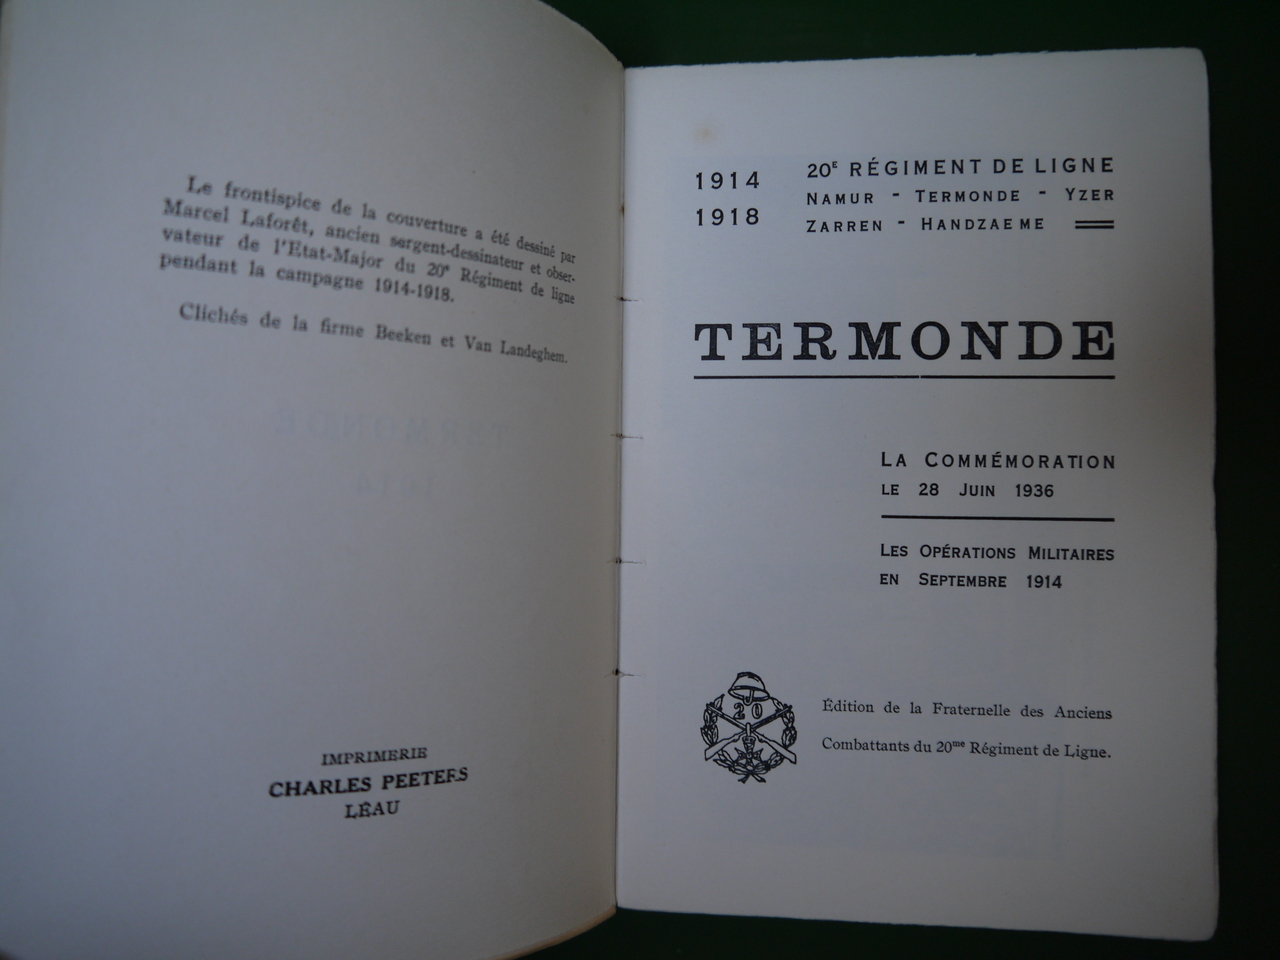 Le frontispice de la couverture a été dessiné par
Marcel Laforêt, ancien sergent-dessinateur et obser-
vateur de l'Etat-Major du 20e Régiment de ligne
pendant la campagne 1914-1918.
Clichés de la firme Beeken et Van Landeghem.
TERMONDE
1914
IMPRIMERIE
CHARLES PEETERS
LÉAU
1914
1918
20E RÉGIMENT DE LIGNE
NAMUR - TERMONDE - YZER
ZARREN - HANDZAEME
TERMONDE
LA COMMÉMORATION
LE 28 JUIN 1936
LES OPÉRATIONS MILITAIRES
EN SEPTEMBRE 1914
20
Édition de la Fraternelle des Anciens
Combattants du 20me Régiment de Ligne.